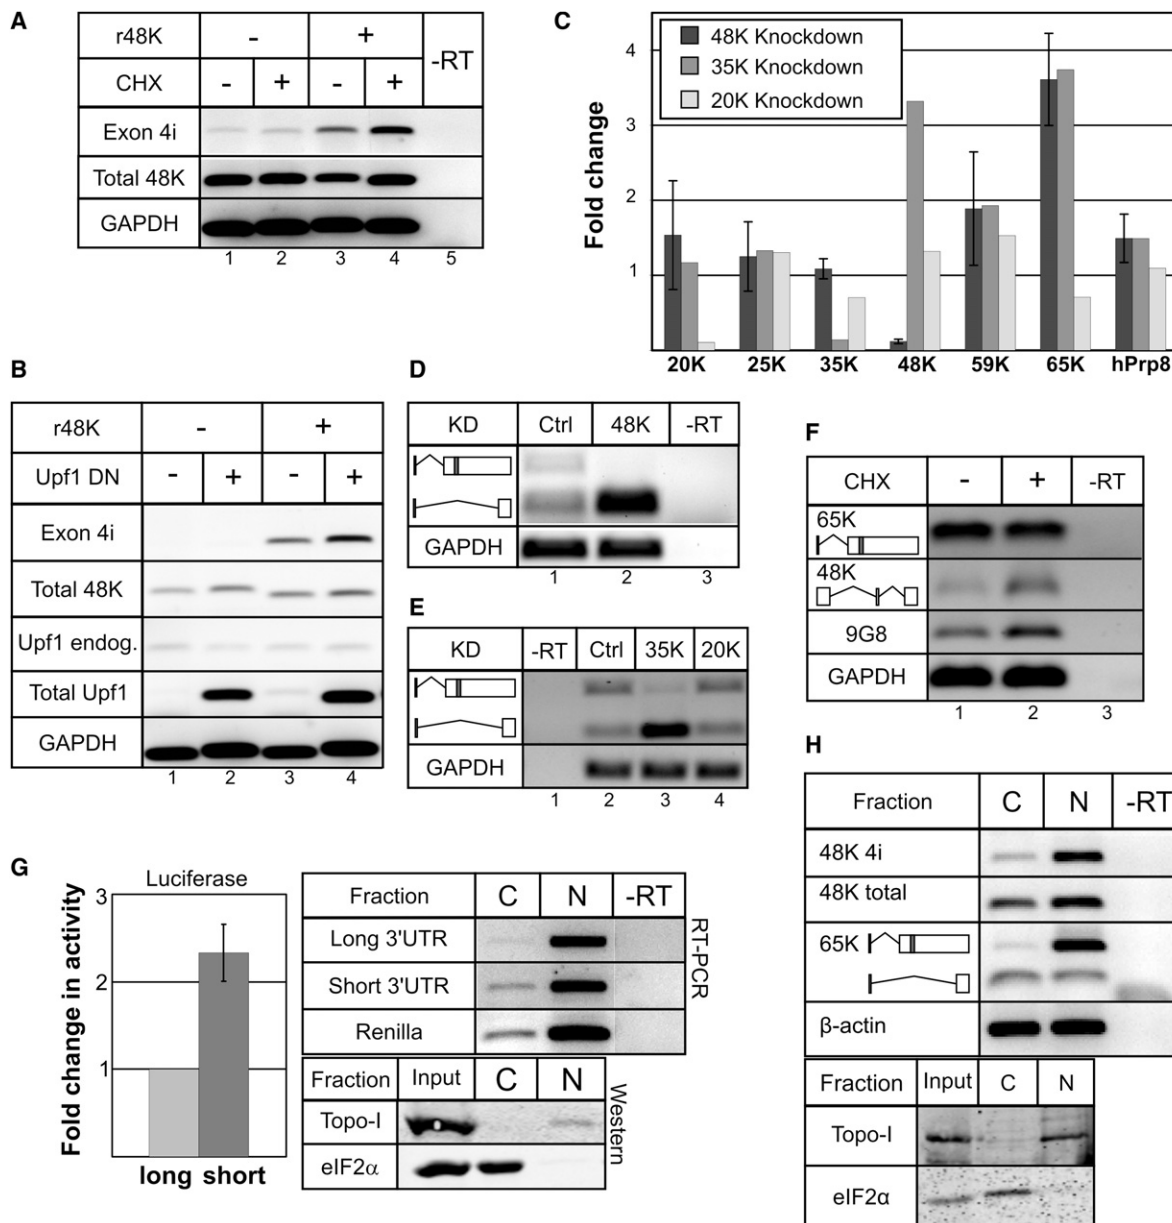 A
r48K - + -RT
CHX - + - +
Exon 4i
Total 48K
GAPDH
1 2 3 4 5
B
r48K - +
Upf1 DN - + - +
Exon 4i
Total 48K
Upf1 endog.
Total Upf1
GAPDH
1 2 3 4
C
Fold change
4
3
2
1
48K Knockdown
35K Knockdown
20K Knockdown
20K 25K 35K 48K 59K 65K hPrp8
D
KD Ctrl 48K -RT
GAPDH
1 2 3
E
KD -RT Ctrl 35K 20K
GAPDH
1 2 3 4
F
CHX - + -RT
65K
48K
9G8
GAPDH
1 2 3
G
Luciferase
Fold change in activity
3
2
1
long short
Fraction C N -RT
Long 3'UTR
Short 3'UTR
Renilla
RT-PCR
Fraction Input C N
Topo-I
eIF2α
Western
H
Fraction C N -RT
48K 4i
48K total
65K
β-actin
Fraction Input C N
Topo-I
eIF2α